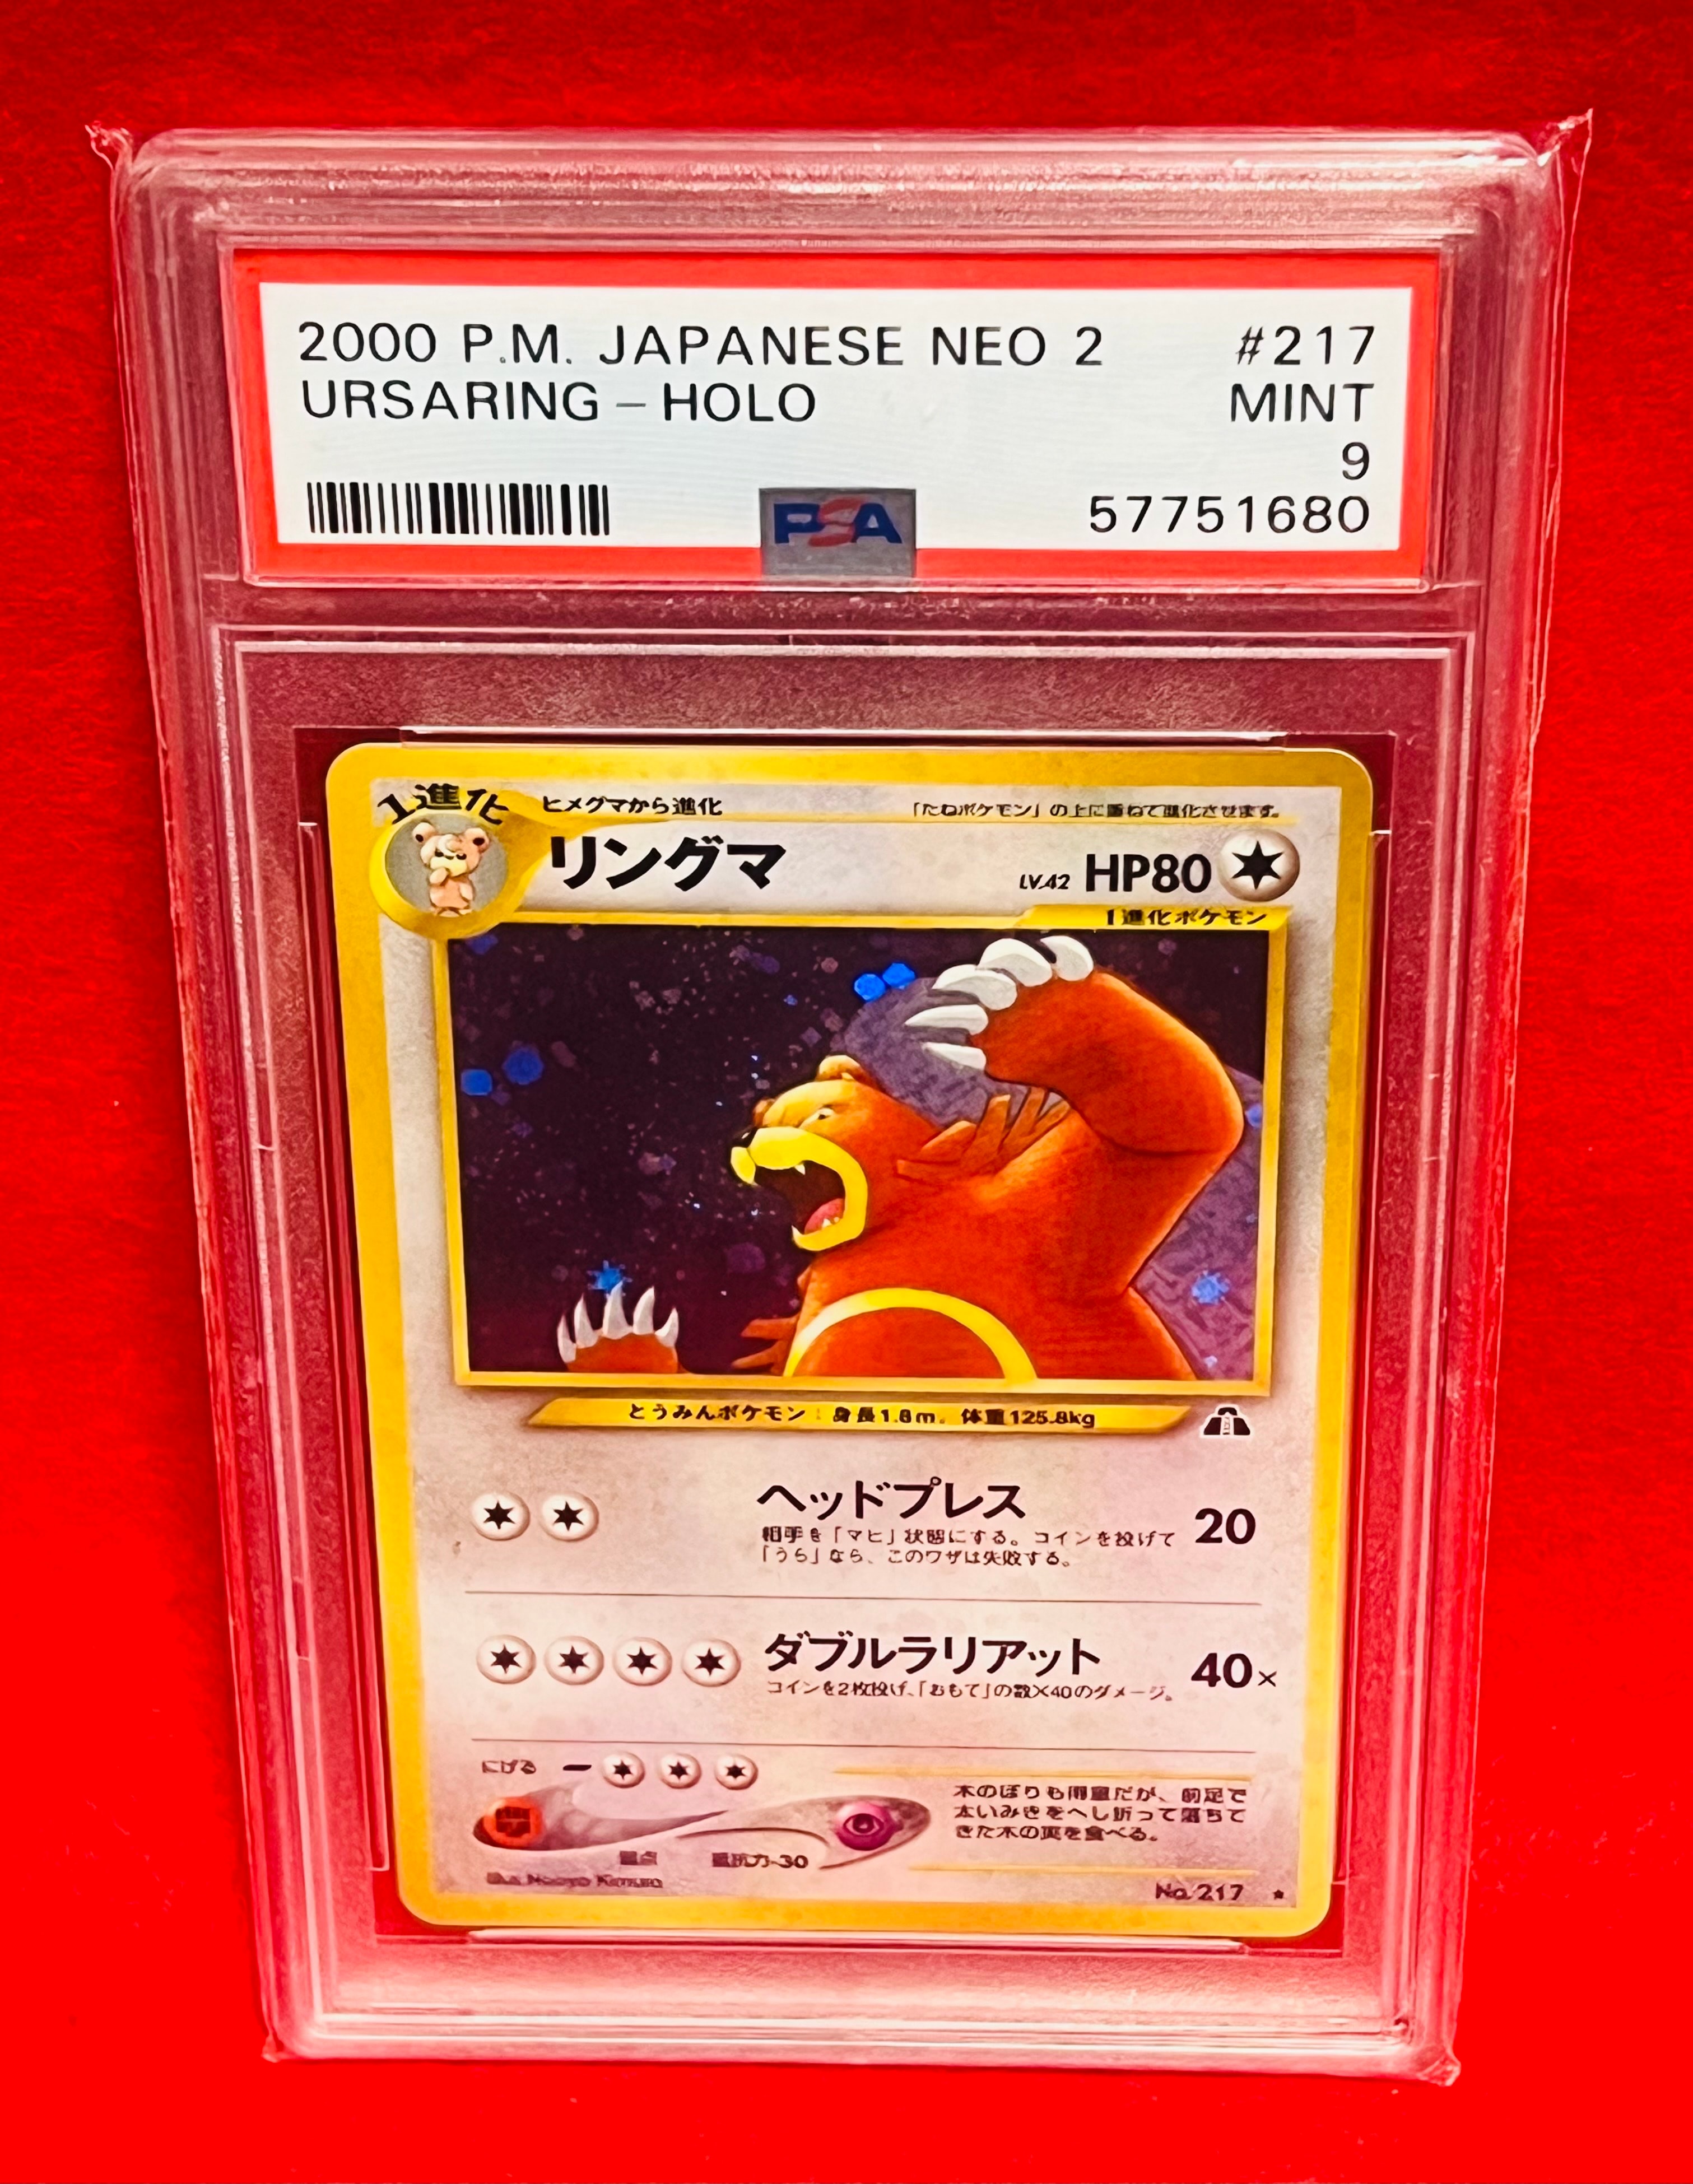 2000 P.M. JAPANESE NEO 2 #217
URSARING – HOLO MINT
9
PSA 57751680
1進化 ヒメグマから進化 「たねポケモン」の上に重ねて進化させます。
リングマ LV.42 HP80
1進化ポケモン
とうみんポケモン：身長1.8m、体重125.8kg
ヘッドプレス 20
相手を「マヒ」状態にする。コインを投げて
「うら」なら、このワザは失敗する。
ダブルラリアット 40×
コインを2枚投げ、「おもて」の数×40のダメージ。
にげる
木のぼりも得意だが、前足で
太いみきをへし折って落ちて
きた木の実を食べる。
弱点 抵抗力-30
Illus. Naoyo Kimura
No.217 ★